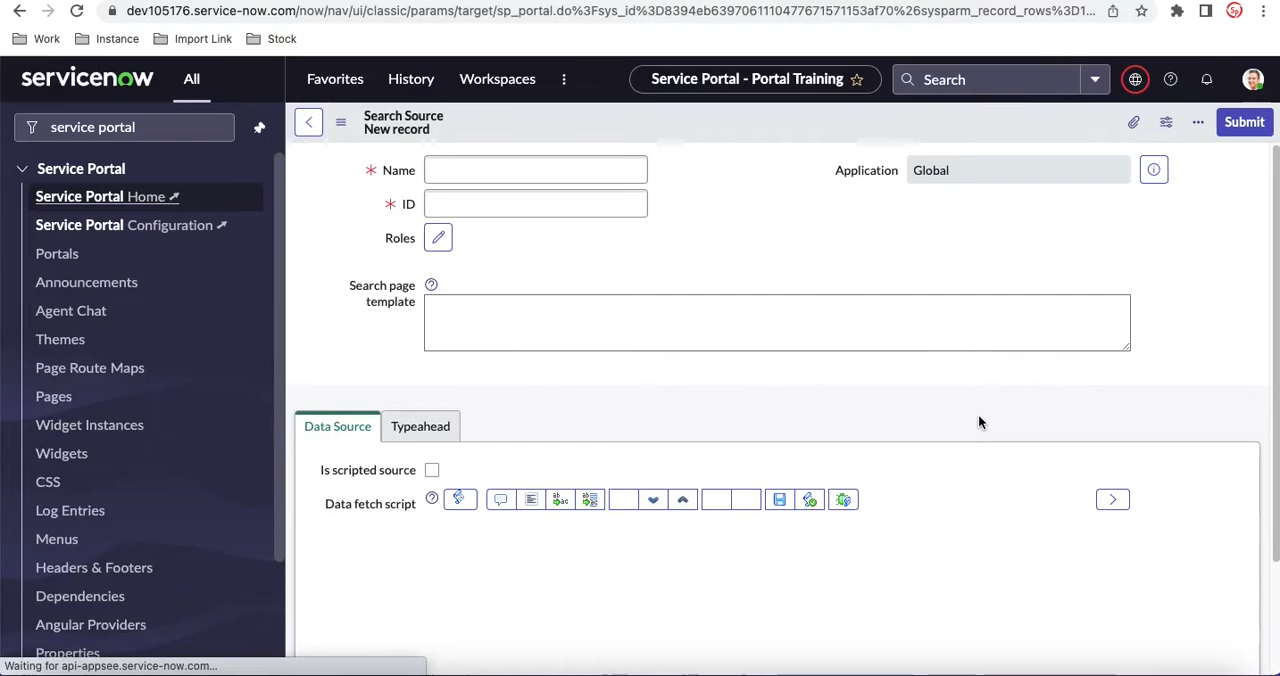 dev105176.service-now.com/now/nav/ui/classic/params/target/sp_portal.do%3Fsys_id%3D8394eb63970611104776715711 53af70%26sysparm_record_rows%3D1...
Work Instance Import Link Stock
servicenow All Favorites History Workspaces Service Portal - Portal Training Search
service portal
Search Source
New record
Submit
Service Portal
Service Portal Home
Service Portal Configuration
Portals
Announcements
Agent Chat
Themes
Page Route Maps
Pages
Widget Instances
Widgets
CSS
Log Entries
Menus
Headers & Footers
Dependencies
Angular Providers
Properties
Name
Application Global
ID
Roles
Search page
template
Data Source Typeahead
Is scripted source
Data fetch script
Waiting for api-appsee.service-now.com...